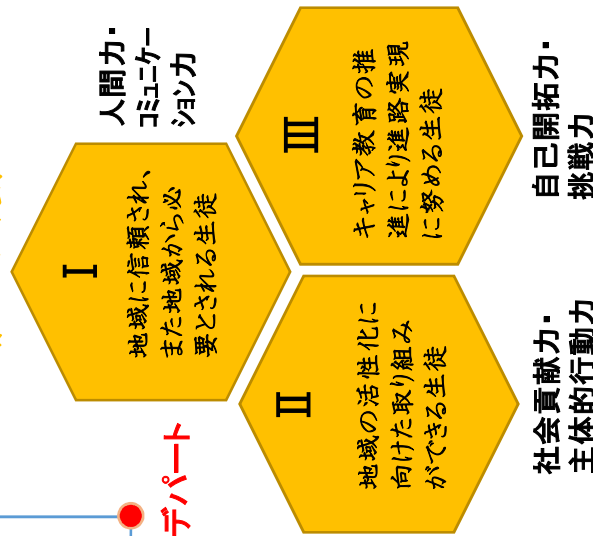 人間力・
コミュニケー
ション力
Ⅰ
地域に信頼され、
また地域から必
要とされる生徒
Ⅲ
キャリア教育の推
進により進路実現
に努める生徒
自己開拓力・
挑戦力
Ⅱ
地域の活性化に
向けた取り組み
ができる生徒
社会貢献力・
主体的行動力
デパート